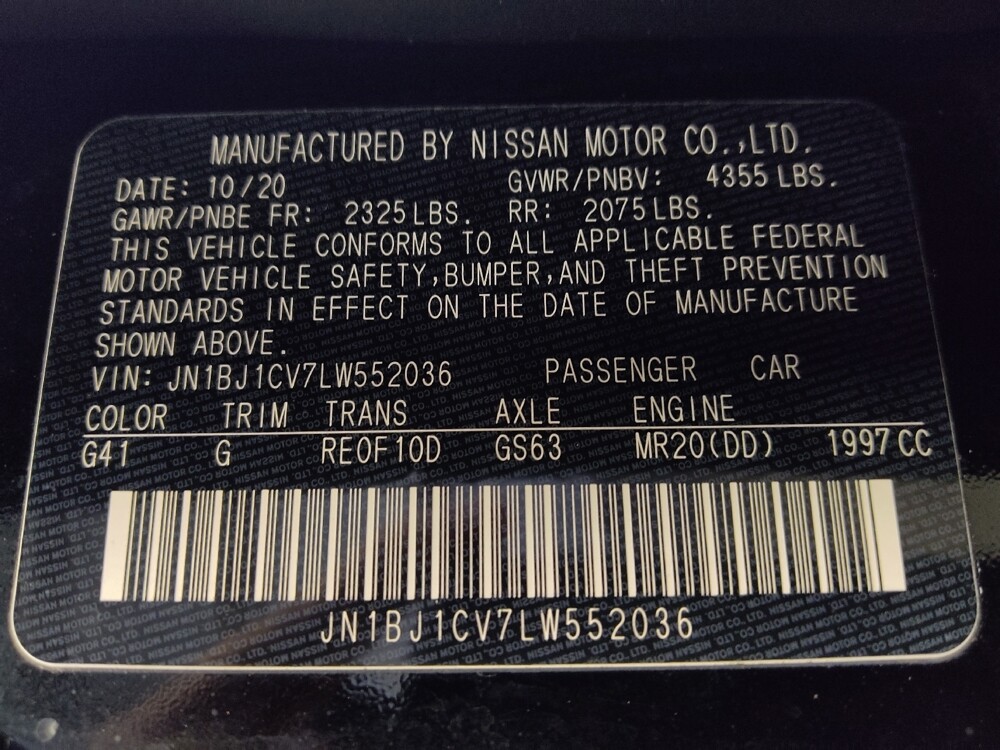 MANUFACTURED BY NISSAN MOTOR CO.,LTD.
DATE: 10/20 GVWR/PNBV: 4355 LBS.
GAWR/PNBE FR: 2325 LBS. RR: 2075 LBS.
THIS VEHICLE CONFORMS TO ALL APPLICABLE FEDERAL
MOTOR VEHICLE SAFETY,BUMPER,AND THEFT PREVENTION
STANDARDS IN EFFECT ON THE DATE OF MANUFACTURE
SHOWN ABOVE.
VIN: JN1BJ1CV7LW552036 PASSENGER CAR
COLOR TRIM TRANS AXLE ENGINE
G41 G RE0F10D GS63 MR20(DD) 1997 CC
JN1BJ1CV7LW552036